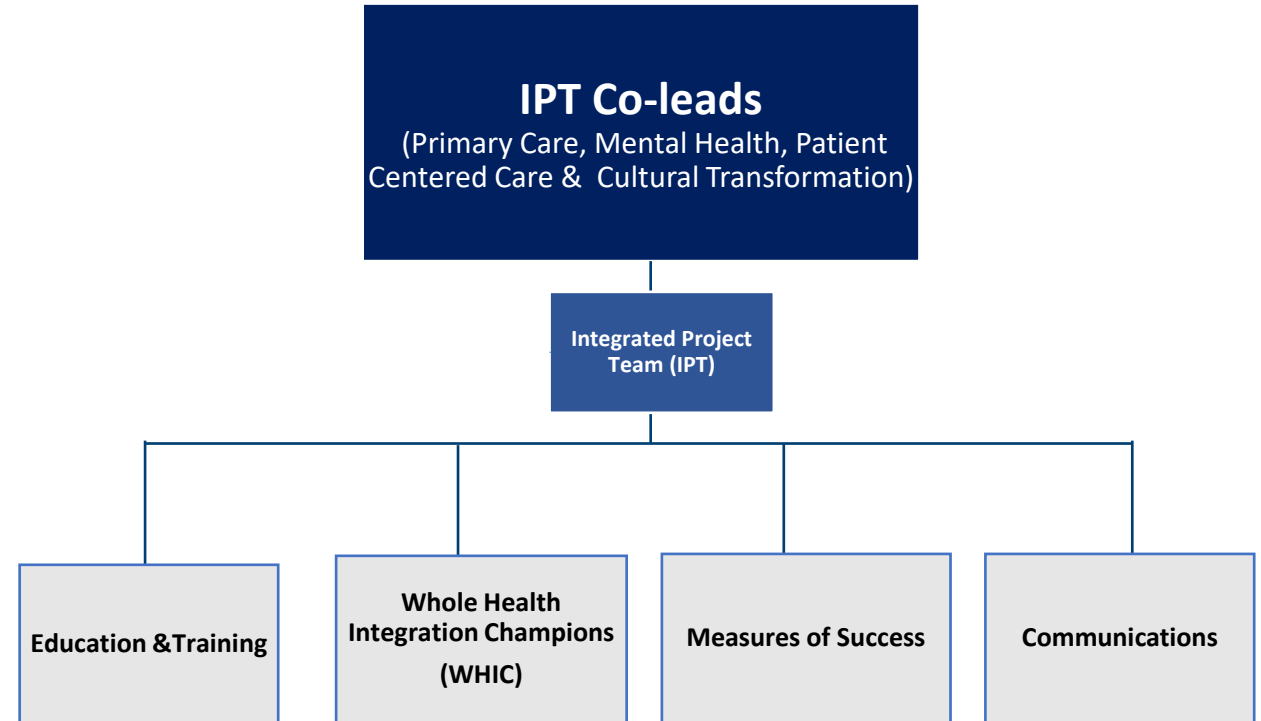 IPT Co-leads
(Primary Care, Mental Health, Patient
Centered Care & Cultural Transformation)
Integrated Project
Team (IPT)
Education &Training
Whole Health
Integration Champions
(WHIC)
Measures of Success
Communications